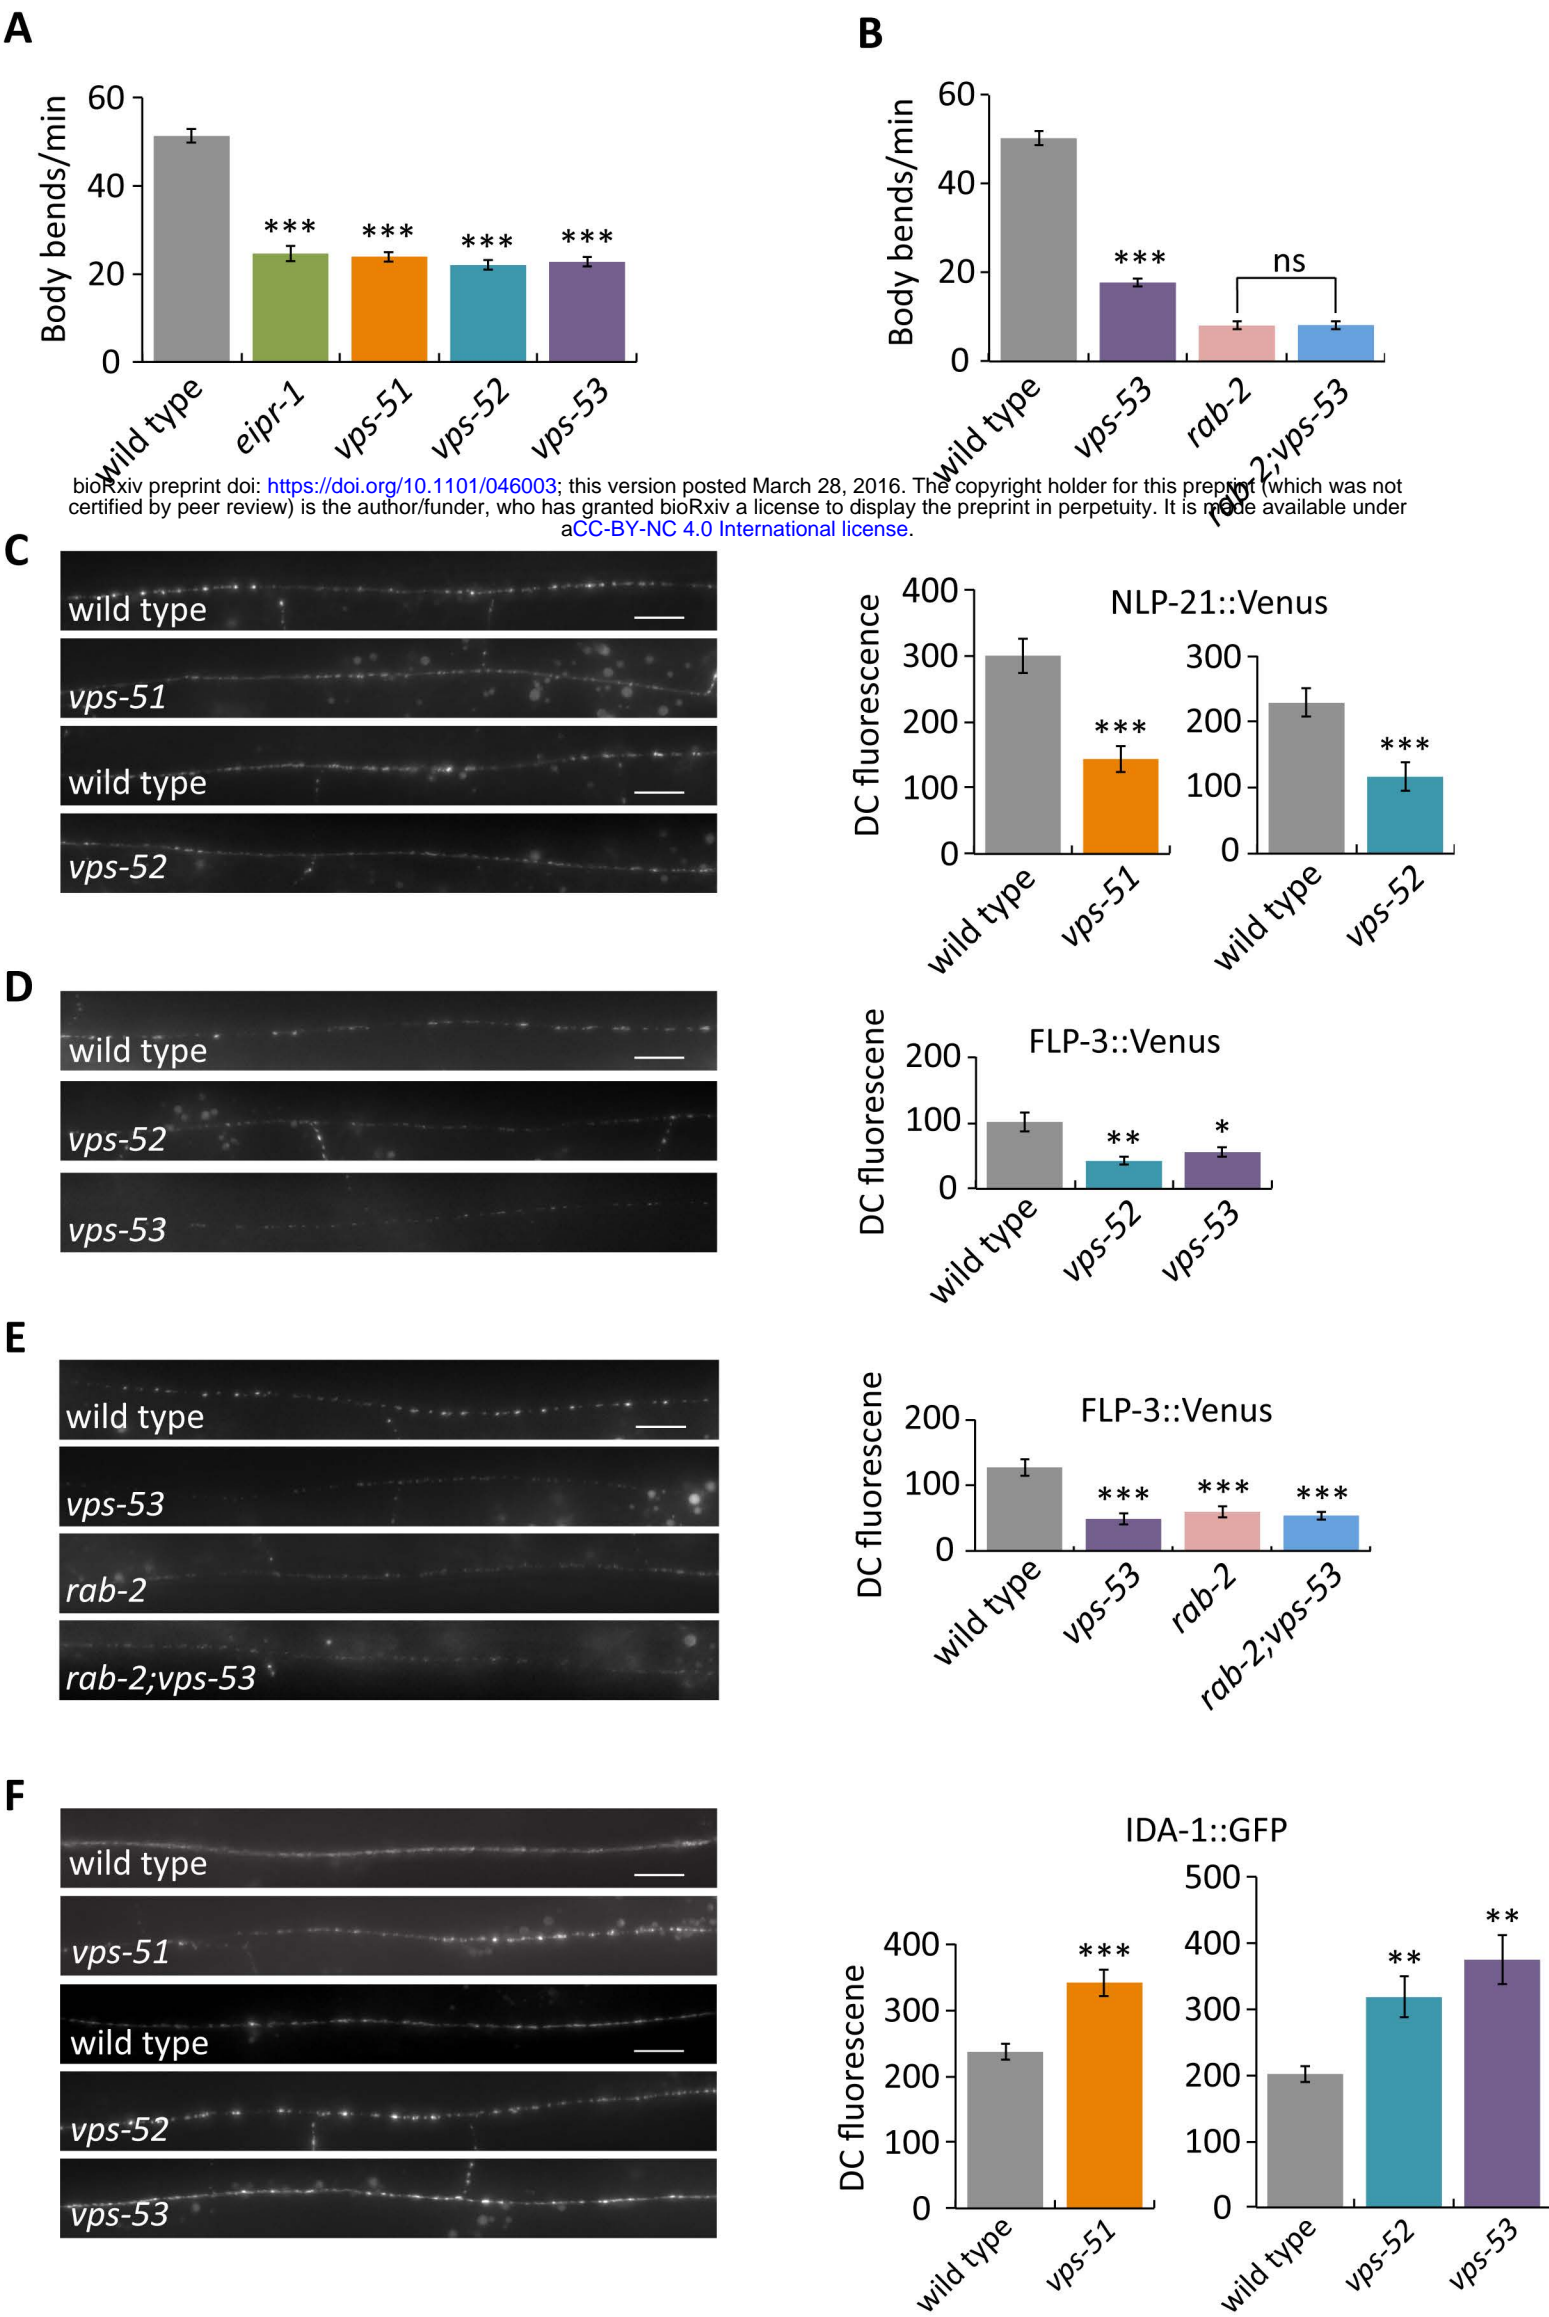 A
B
60
40
20
0
Body bends/min
***
***
***
***
wild type
eipr-1
vps-51
vps-52
vps-53
60
40
20
0
Body bends/min
***
ns
wild type
vps-53
rab-2
rab-2;vps-53
bioRxiv preprint doi: https://doi.org/10.1101/046003; this version posted March 28, 2016. The copyright holder for this preprint (which was not
certified by peer review) is the author/funder, who has granted bioRxiv a license to display the preprint in perpetuity. It is made available under
aCC-BY-NC 4.0 International license.
C
wild type
vps-51
wild type
vps-52
NLP-21::Venus
DC fluorescence
400
300
200
100
0
***
wild type
vps-51
300
200
100
0
***
wild type
vps-52
D
wild type
vps-52
vps-53
FLP-3::Venus
DC fluorescene
200
100
0
**
*
wild type
vps-52
vps-53
E
wild type
vps-53
rab-2
rab-2;vps-53
FLP-3::Venus
DC fluorescene
200
100
0
***
***
***
wild type
vps-53
rab-2
rab-2;vps-53
F
wild type
vps-51
wild type
vps-52
vps-53
IDA-1::GFP
DC fluorescene
400
300
200
100
0
***
wild type
vps-51
500
400
300
200
100
0
**
**
wild type
vps-52
vps-53